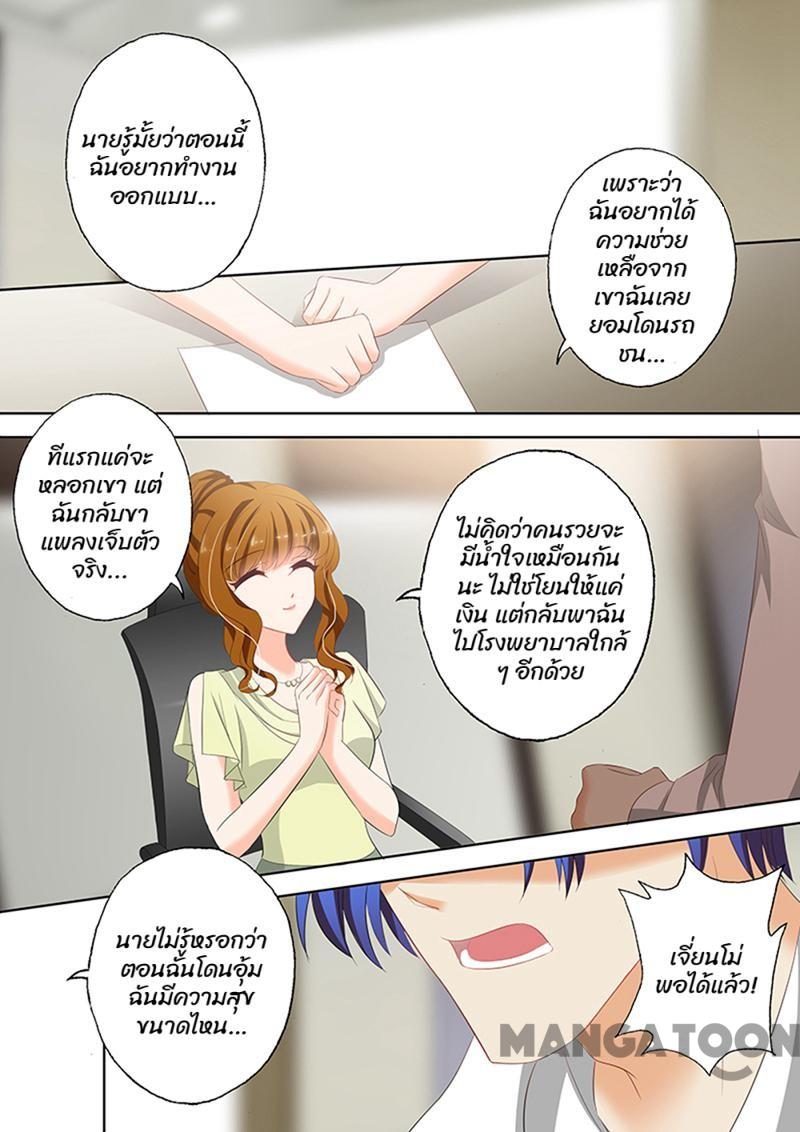 นายรู้มั้ยว่าตอนนี้
ฉันอยากทำงาน
ออกแบบ...
เพราะว่า
ฉันอยากได้
ความช่วย
เหลือจาก
เขาฉันเลย
ยอมโดนรถ
ชน...
ทีแรกแค่จะ
หลอกเขา แต่
ฉันกลับขา
แพลงเจ็บตัว
จริง...
ไม่คิดว่าคนรวยจะ
มีน้ำใจเหมือนกัน
นะ ไม่ใช่โยนให้แค่
เงิน แต่กลับพาฉัน
ไปโรงพยาบาลใกล้
ๆ อีกด้วย
นายไม่รู้หรอกว่า
ตอนฉันโดนอุ้ม
ฉันมีความสุข
ขนาดไหน...
เจี่ยนโม่
พอได้แล้ว!
MANGATOON